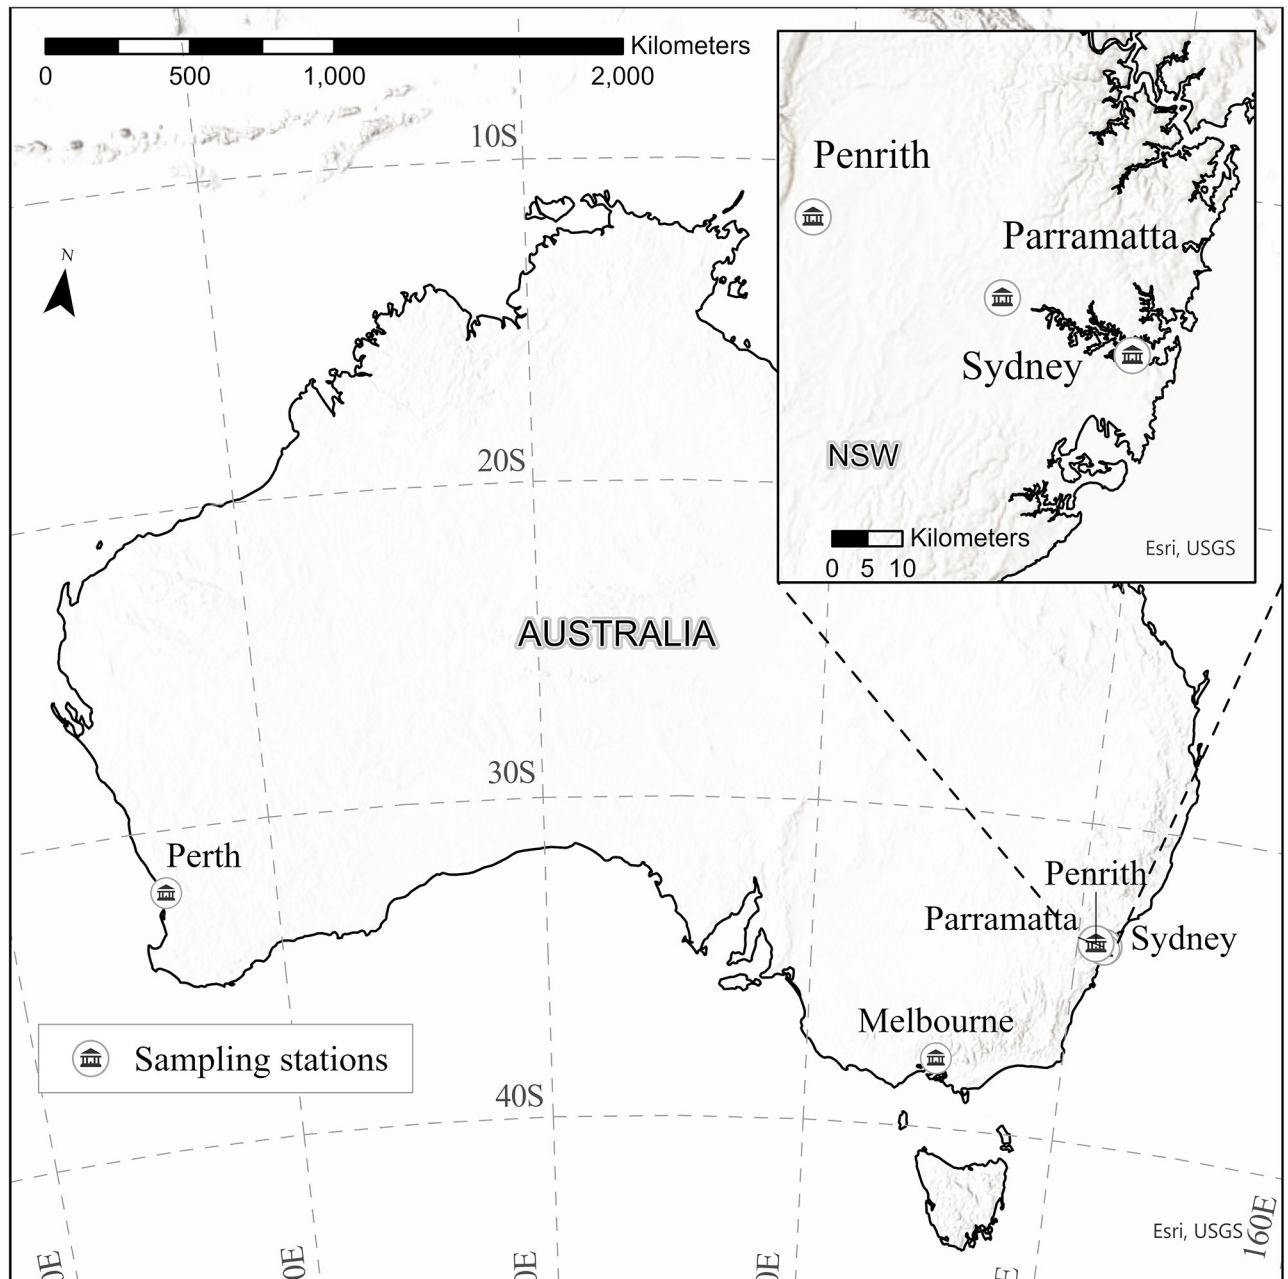 Kilometers
0 500 1,000 2,000
N
10S
20S
AUSTRALIA
30S
Perth
Penrith
Parramatta
Sydney
Melbourne
Sampling stations
40S
Esri, USGS
160E
Penrith
Parramatta
Sydney
NSW
Kilometers
0 5 10
Esri, USGS